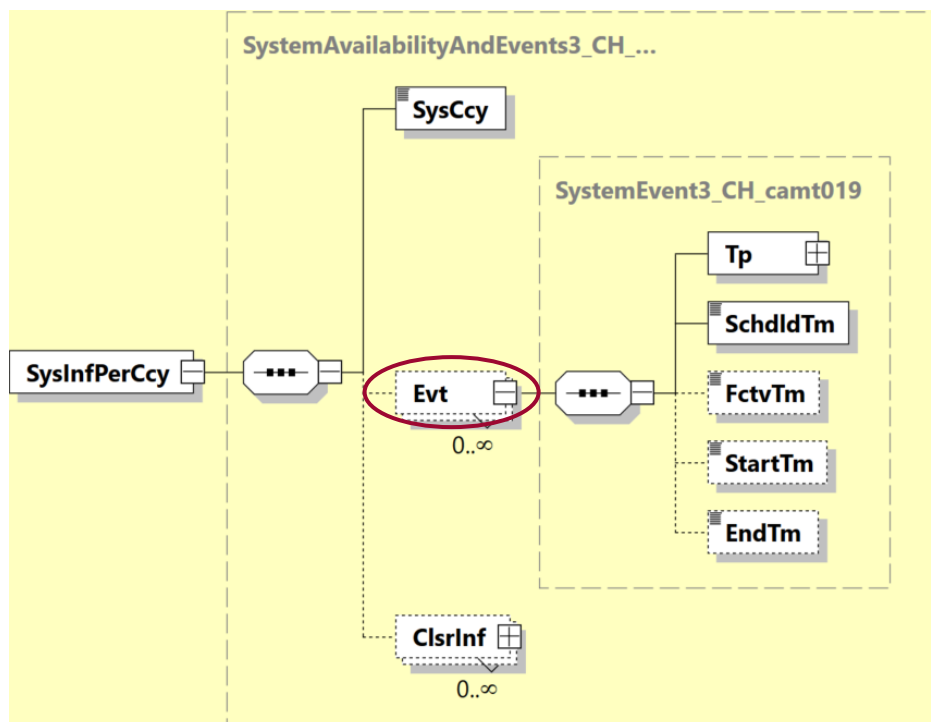 SystemAvailabilityAndEvents3_CH_...
SysCcy
SystemEvent3_CH_camt019
Tp
SchdldTm
SysInfPerCcy
Evt
FctvTm
0..∞
StartTm
EndTm
ClsrInf
0..∞